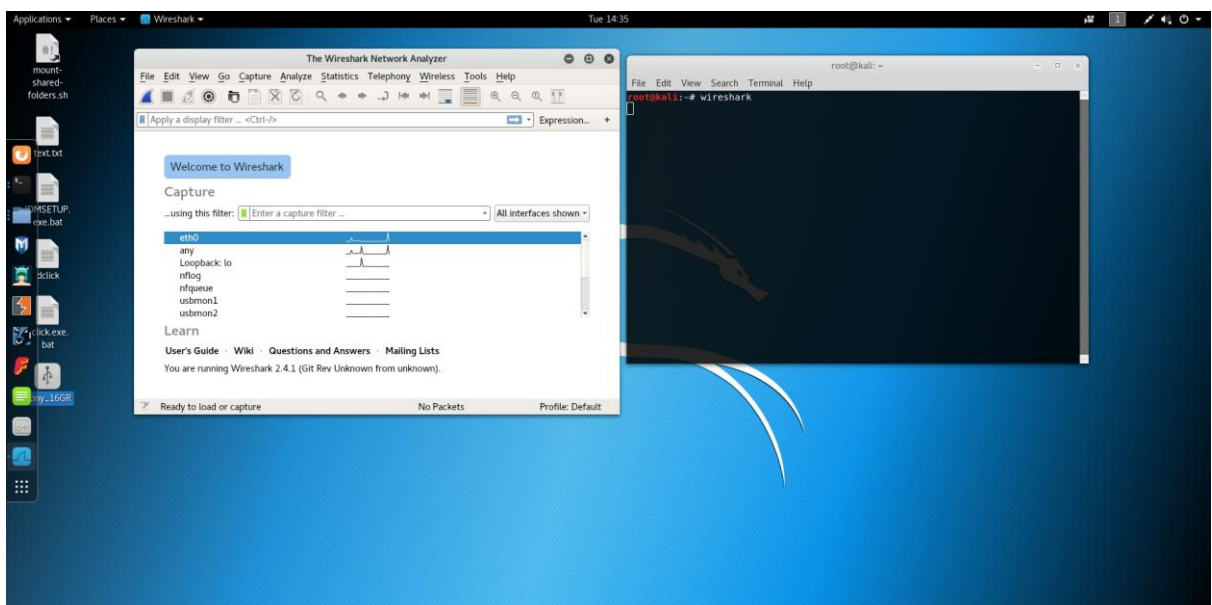 Applications Places Wireshark Tue 14:35 1
mount-
shared-
folders.sh
text.txt
DMSETUP.
exe.bat
dclick
click.exe.
bat
ny_16GR
The Wireshark Network Analyzer
File Edit View Go Capture Analyze Statistics Telephony Wireless Tools Help
Apply a display filter ... <Ctrl-/> Expression... +
Welcome to Wireshark
Capture
...using this filter: Enter a capture filter ... All interfaces shown
eth0
any
Loopback: lo
nflog
nfqueue
usbmon1
usbmon2
Learn
User's Guide · Wiki · Questions and Answers · Mailing Lists
You are running Wireshark 2.4.1 (Git Rev Unknown from unknown).
Ready to load or capture No Packets Profile: Default
root@kali: ~
File Edit View Search Terminal Help
root@kali:~# wireshark